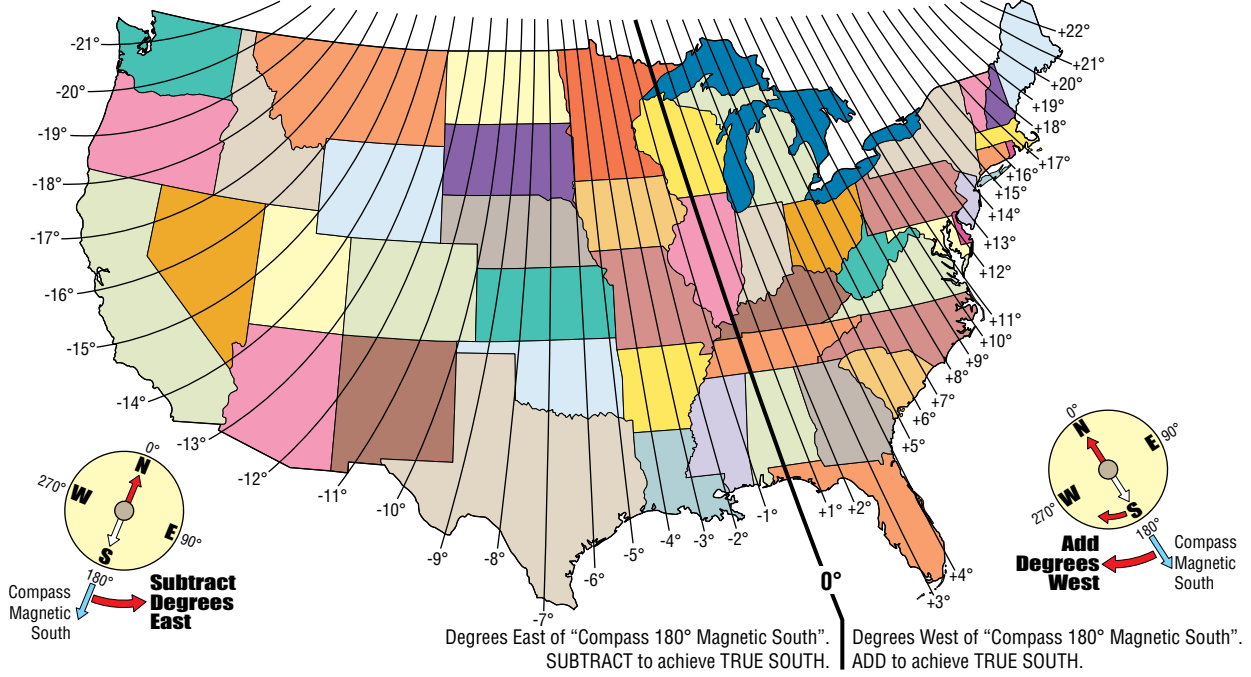 -21°
-20°
-19°
-18°
-17°
-16°
-15°
-14°
-13°
-12°
-11°
-10°
-9°
-8°
-7°
-6°
-5°
-4°
-3°
-2°
-1°
0°
+1°
+2°
+3°
+4°
+5°
+6°
+7°
+8°
+9°
+10°
+11°
+12°
+13°
+14°
+15°
+16°
+17°
+18°
+19°
+20°
+21°
+22°
0°
N
270°
W
E
90°
S
180°
Compass
Magnetic
South
Subtract
Degrees
East
0°
N
E
90°
W
270°
S
180°
Add
Degrees
West
Compass
Magnetic
South
Degrees East of “Compass 180° Magnetic South”.
SUBTRACT to achieve TRUE SOUTH.
Degrees West of “Compass 180° Magnetic South”.
ADD to achieve TRUE SOUTH.